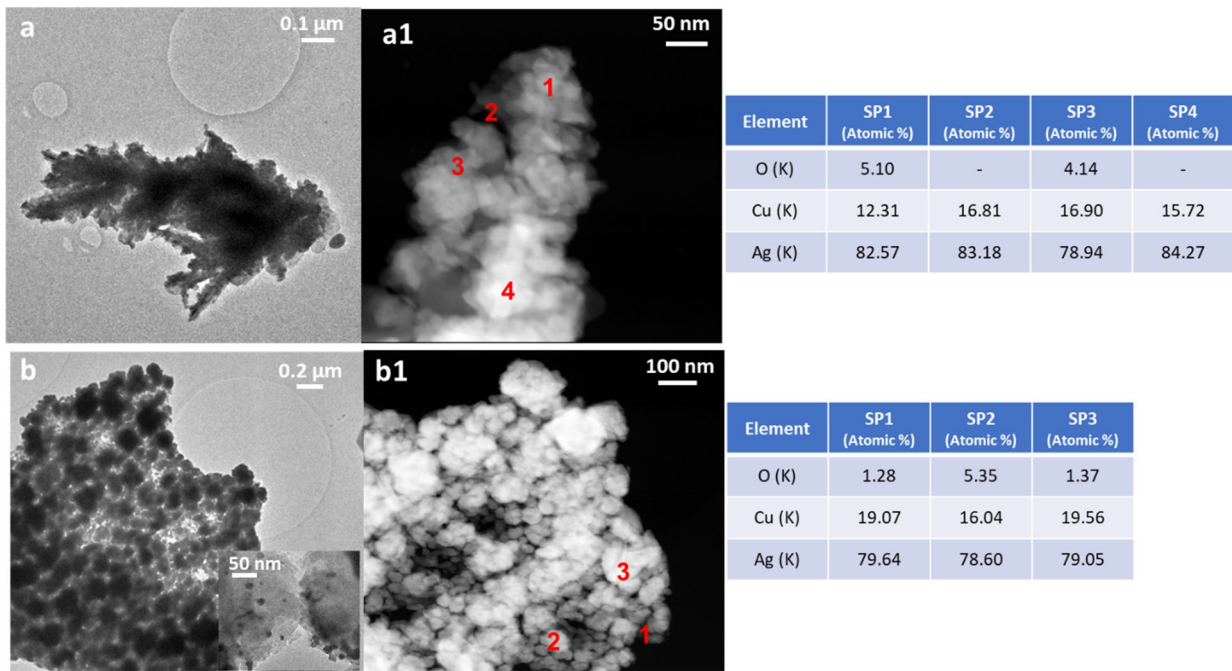 a
0.1 µm
a1
50 nm
1
2
3
4
Element SP1 SP2 SP3 SP4
(Atomic %) (Atomic %) (Atomic %) (Atomic %)
O (K) 5.10 - 4.14 -
Cu (K) 12.31 16.81 16.90 15.72
Ag (K) 82.57 83.18 78.94 84.27
b
0.2 µm
50 nm
b1
100 nm
3
2
1
Element SP1 SP2 SP3
(Atomic %) (Atomic %) (Atomic %)
O (K) 1.28 5.35 1.37
Cu (K) 19.07 16.04 19.56
Ag (K) 79.64 78.60 79.05